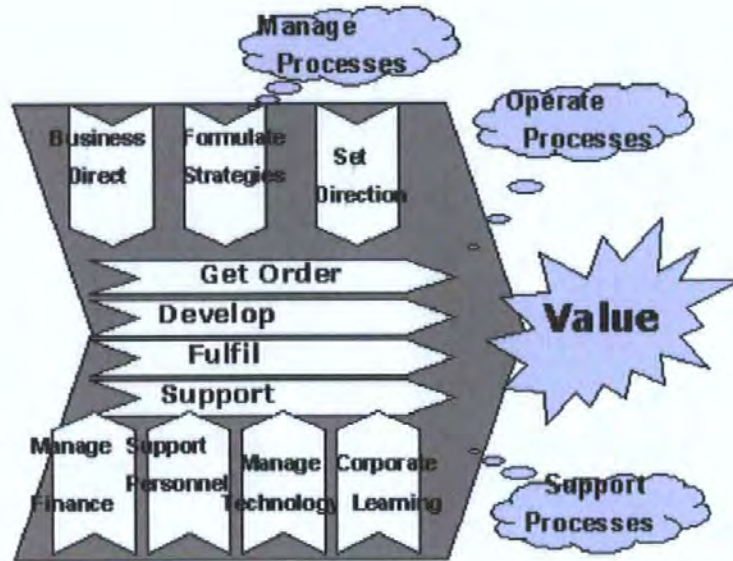 Manage
Processes
Operate
Processes
Business
Direct
Formulate
Strategies
Set
Direction
Get Order
Develop
Fulfil
Support
Value
Manage
Finance
Support
Personnel
Manage
Technology
Corporate
Learning
Support
Processes